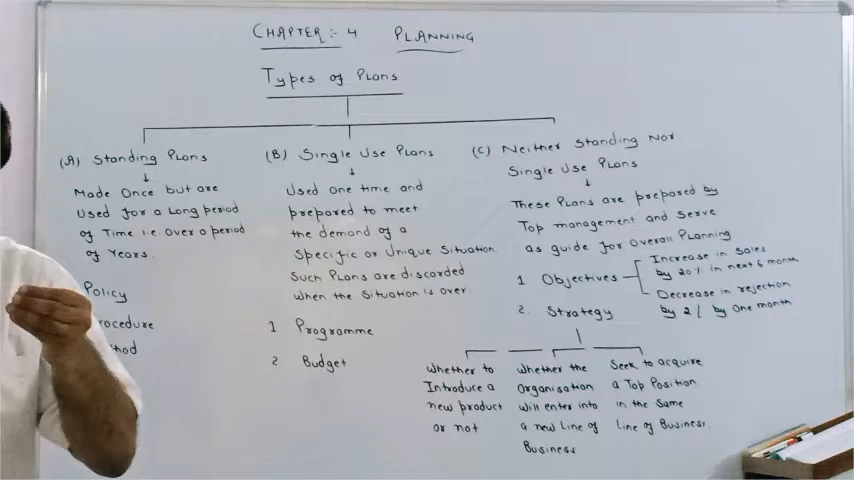 CHAPTER :- 4 PLANNING
Types of Plans
(A) Standing Plans
Made Once but are
Used for a Long period
of Time i.e. over a period
of Years.
Policy
rocedure
thod
(B) Single Use Plans
Used one time and
prepared to meet
the demand of a
Specific or Unique Situation
Such Plans are discarded
when the Situation is over.
1 Programme
2. Budget
(C) Neither Standing Nor
Single Use Plans
These Plans are prepared by
Top management and Serve
as guide for Overall Planning
1 Objectives
Increase in Sales
by 20% in next 6 month
Decrease in rejection
by 2% by One month
2. Strategy
Whether to
Introduce a
new product
or not
whether the
Organisation
will enter into
a new Line of
Business
Seek to acquire
a Top Position
in the Same
Line of Business.